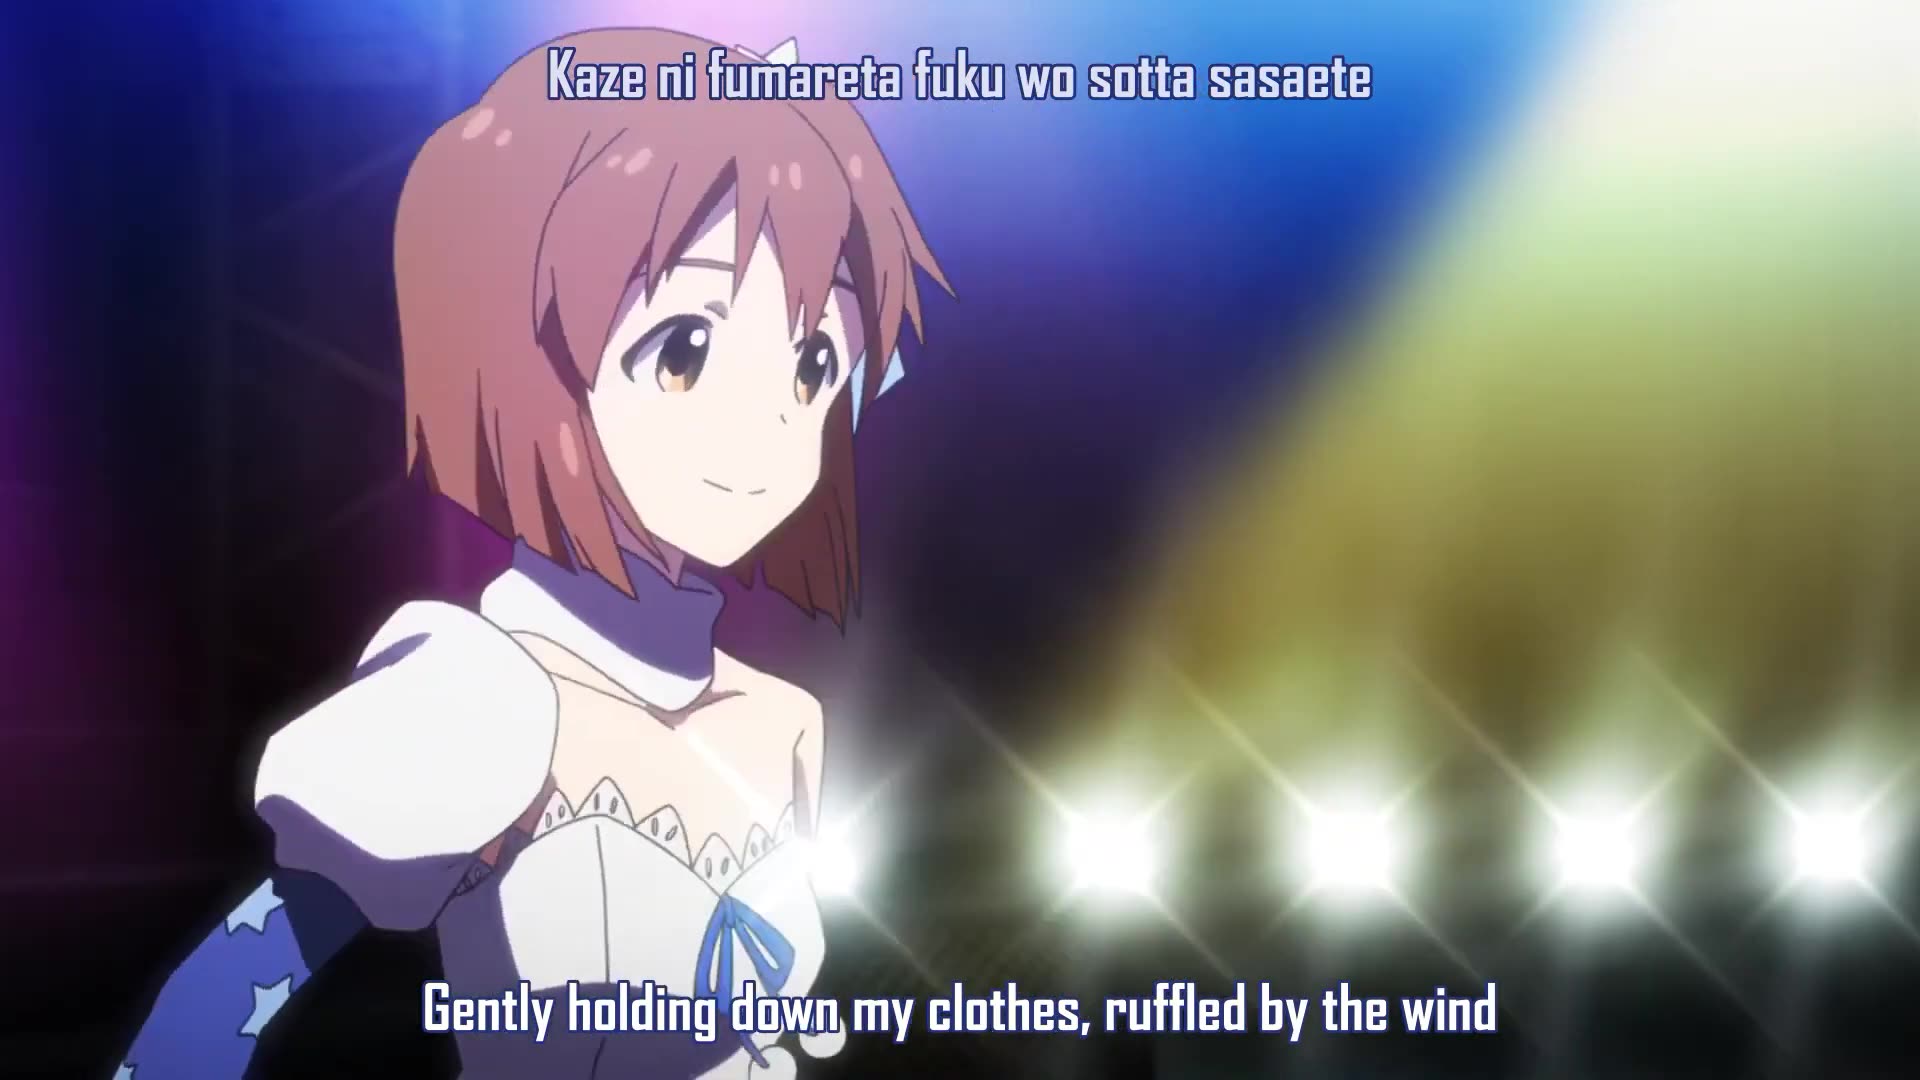 Kaze ni fumareta fuku wo sotta sasaete
Gently holding down my clothes, ruffled by the wind